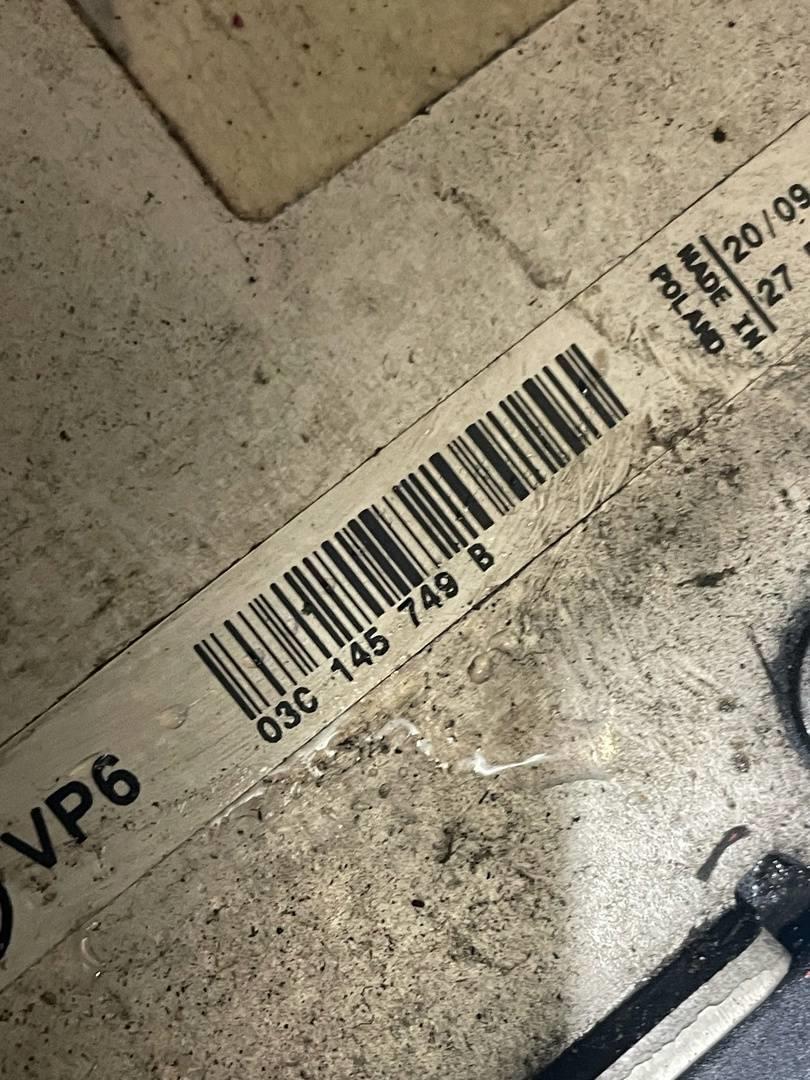 VP6
03C 145 749 B
MADE IN
POLAND
20/09
27